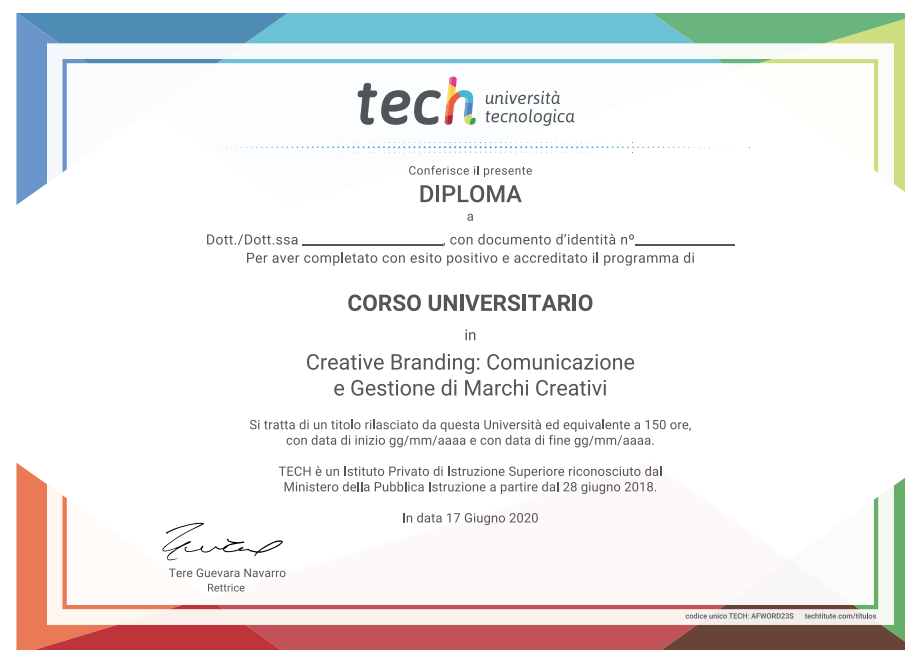 tech università
tecnologica
Conferisce il presente
DIPLOMA
a
Dott./Dott.ssa ____________________, con documento d'identità nº______________
Per aver completato con esito positivo e accreditato il programma di
CORSO UNIVERSITARIO
in
Creative Branding: Comunicazione
e Gestione di Marchi Creativi
Si tratta di un titolo rilasciato da questa Università ed equivalente a 150 ore,
con data di inizio gg/mm/aaaa e con data di fine gg/mm/aaaa.
TECH è un Istituto Privato di Istruzione Superiore riconosciuto dal
Ministero della Pubblica Istruzione a partire dal 28 giugno 2018.
In data 17 Giugno 2020
Tere Guevara Navarro
Rettrice
codice unico TECH: AFWORD23S techtitute.com/títulos